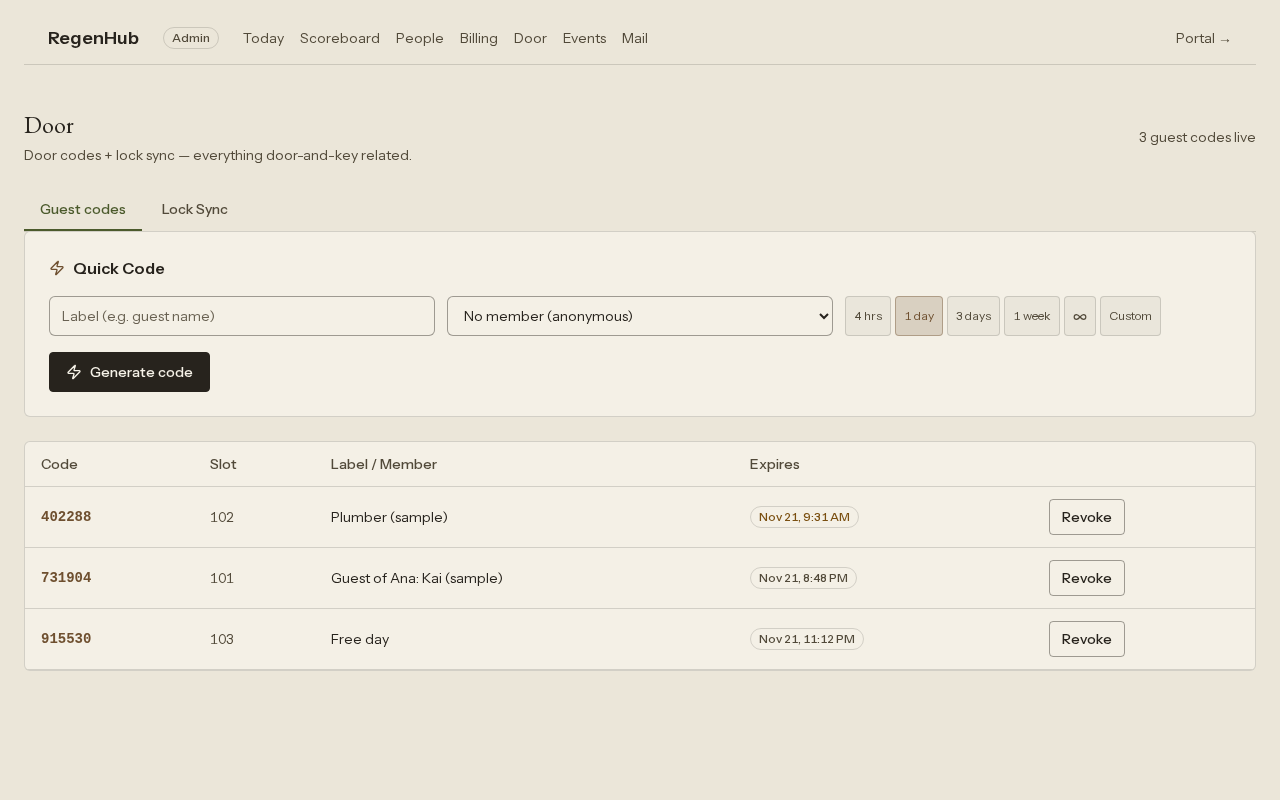 RegenHub Admin Today Scoreboard People Billing Door Events Mail Portal →
Door
Door codes + lock sync — everything door-and-key related.
3 guest codes live
Guest codes Lock Sync
Quick Code
Label (e.g. guest name) No member (anonymous) 4 hrs 1 day 3 days 1 week ∞ Custom
Generate code
Code Slot Label / Member Expires
402288 102 Plumber (sample) Nov 21, 9:31 AM Revoke
731904 101 Guest of Ana: Kai (sample) Nov 21, 8:48 PM Revoke
915530 103 Free day Nov 21, 11:12 PM Revoke